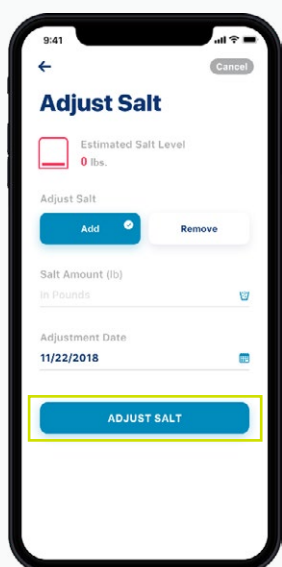 9:41
Cancel
Adjust Salt
Estimated Salt Level
0 lbs.
Adjust Salt
Add
Remove
Salt Amount (lb)
In Pounds
Adjustment Date
11/22/2018
ADJUST SALT